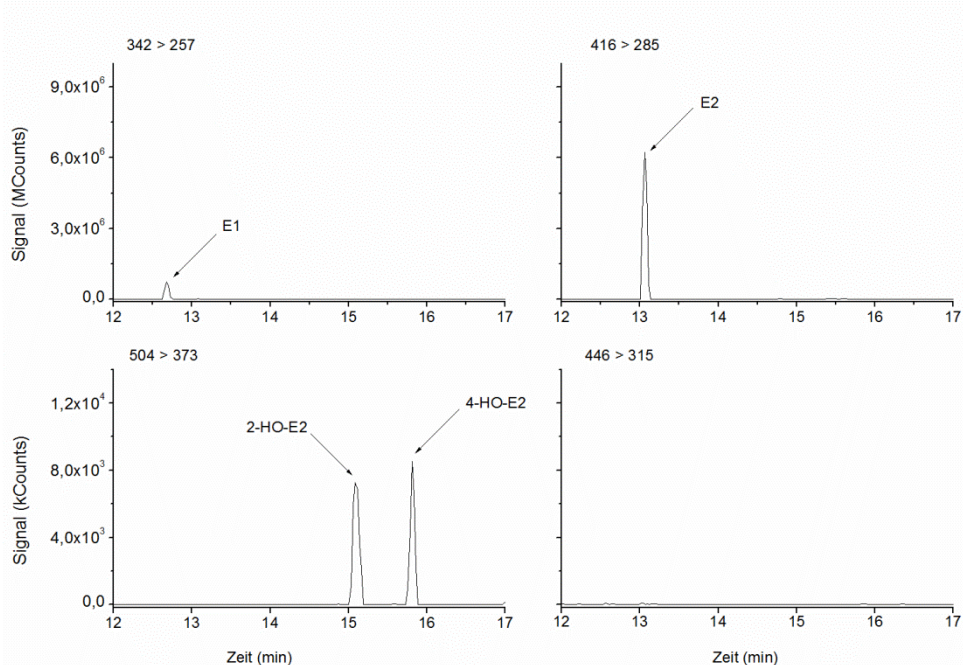 342 > 257
416 > 285
Signal (MCounts)
9,0x10⁶
6,0x10⁶
3,0x10⁶
0,0
E1
E2
12 13 14 15 16 17
12 13 14 15 16 17
504 > 373
446 > 315
Signal (kCounts)
1,2x10⁴
8,0x10³
4,0x10³
0,0
2-HO-E2
4-HO-E2
12 13 14 15 16 17
12 13 14 15 16 17
Zeit (min)
Zeit (min)